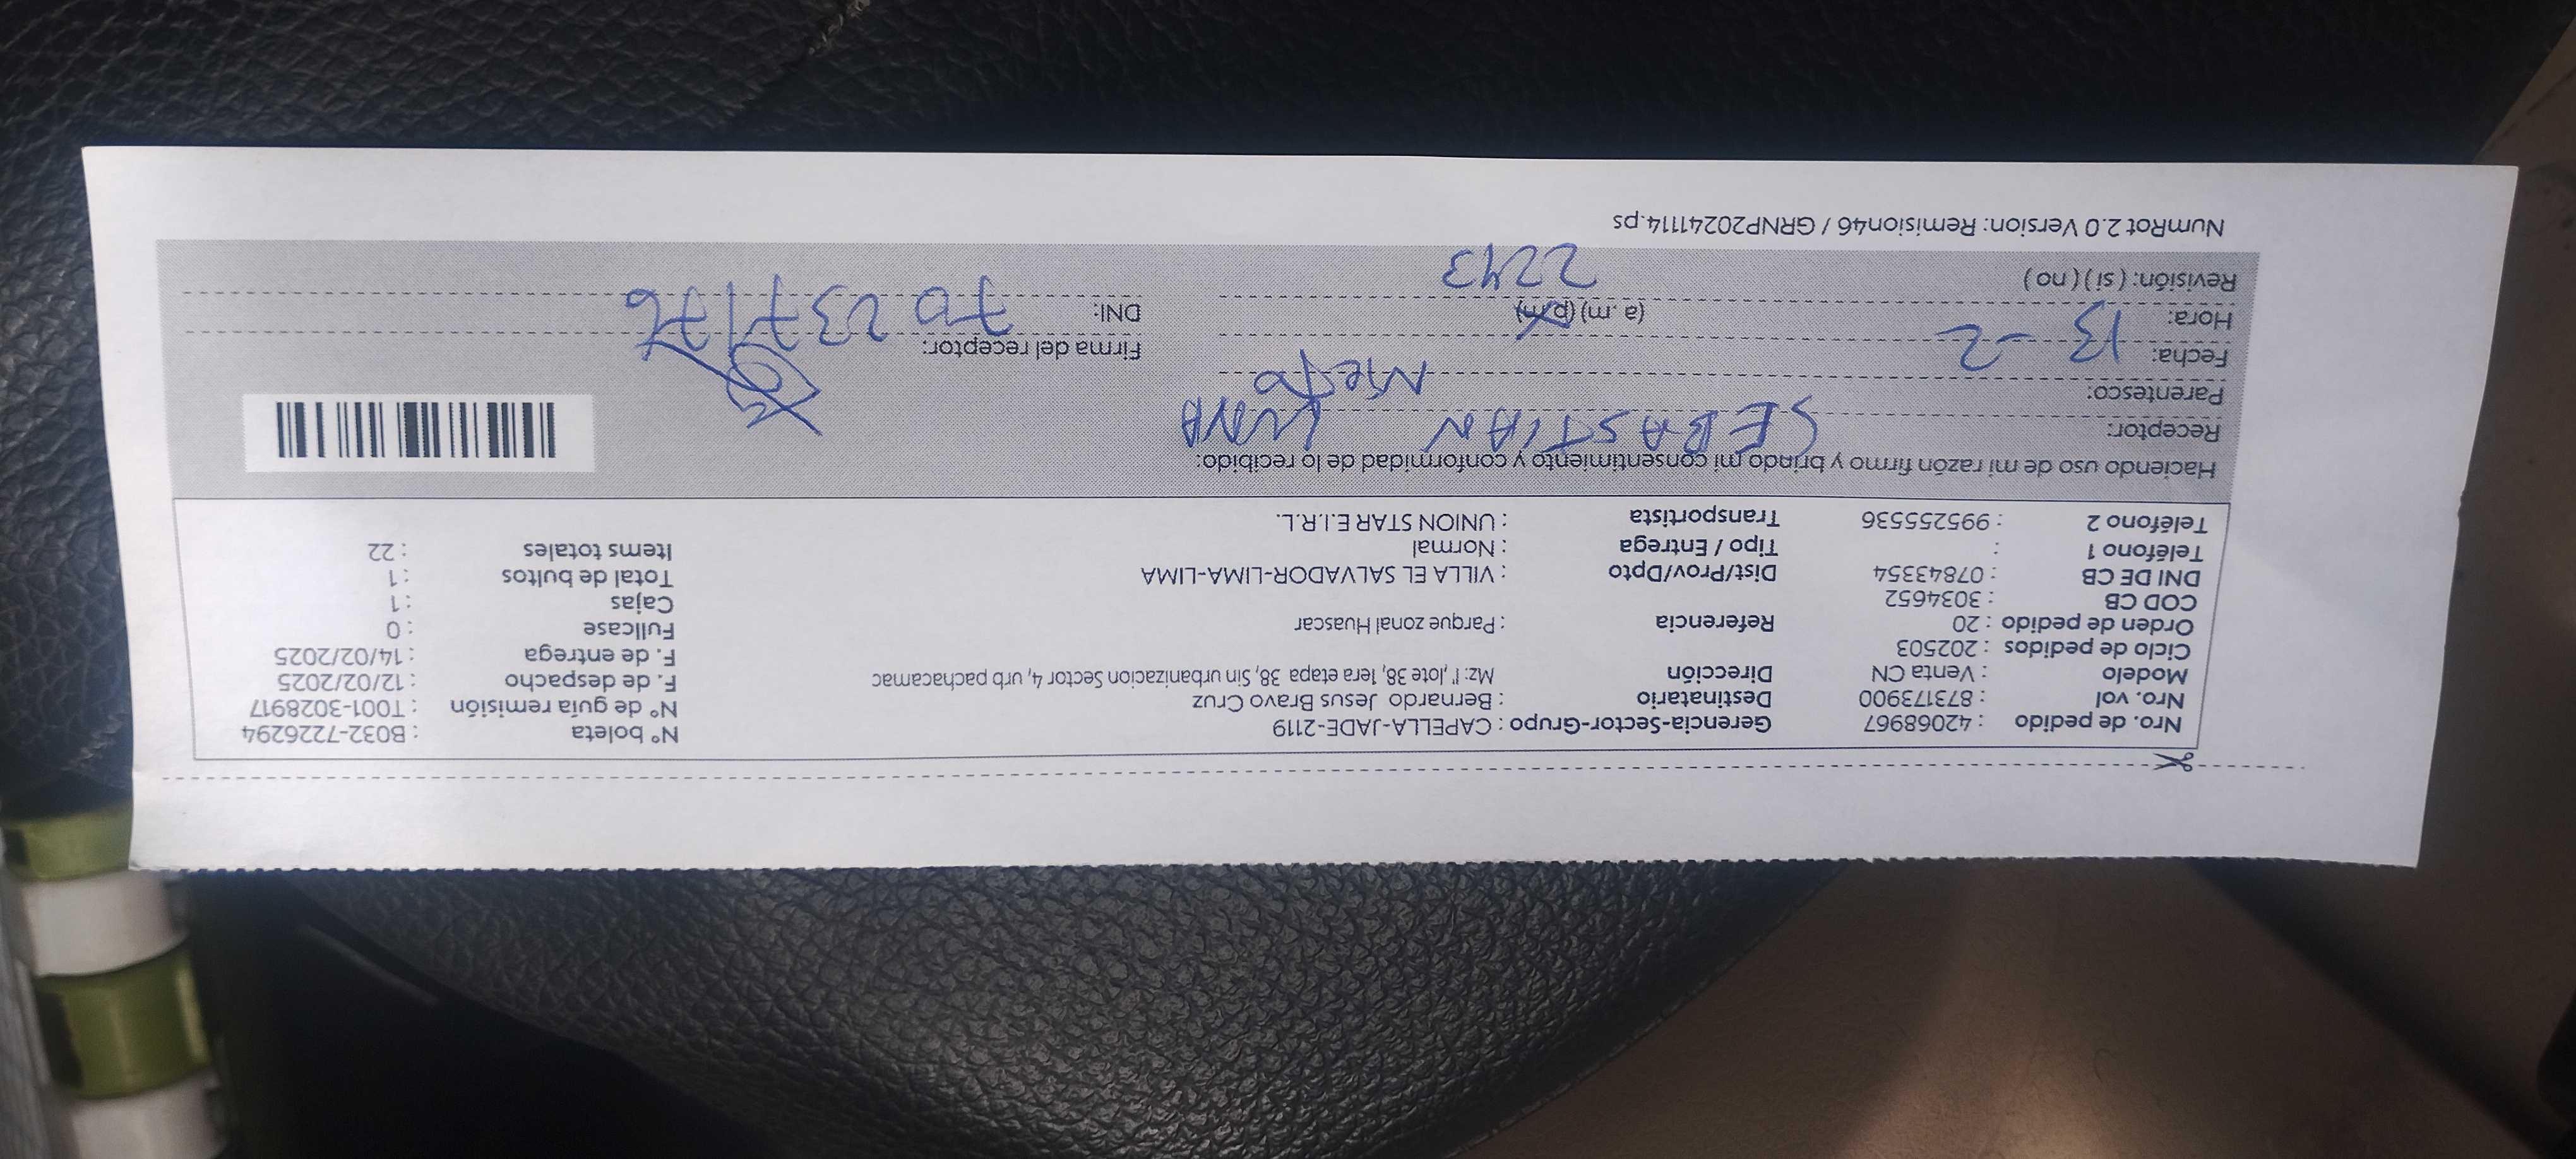 Nro. de pedido : 42068967 Gerencia-Sector-Grupo : CAPELLA-JADE-2119 N° boleta : B032-7226294
Nro. vol : 873173900 Destinatario : Bernardo Jesus Bravo Cruz N° de guía remisión : T001-3028917
Modelo : Venta CN Dirección Mz: I',lote 38, 1era etapa 38, Sin urbanizacion Sector 4, urb pachacamac F. de despacho : 12/02/2025
Ciclo de pedidos : 202503 F. de entrega : 14/02/2025
Orden de pedido : 20 Referencia : Parque zonal Huascar Fullcase : 0
COD CB : 3034652 Cajas : 1
DNI DE CB : 07843354 Dist/Prov/Dpto : VILLA EL SALVADOR-LIMA-LIMA Total de bultos : 1
Teléfono 1 : Tipo / Entrega : Normal Items totales : 22
Teléfono 2 : 995255536 Transportista : UNION STAR E.I.R.L.
Haciendo uso de mi razón firmo y brindo mi consentimiento y conformidad de lo recibido:
Receptor: SEBASTIAN LUNA
Parentesco: Nieto
Fecha: 13-2 Firma del receptor:
Hora: (a .m) (p.m) DNI: 70237176
Revisión: ( si ) ( no ) 2243
NumRot 2.0 Version: Remision46 / GRNP20241114.ps